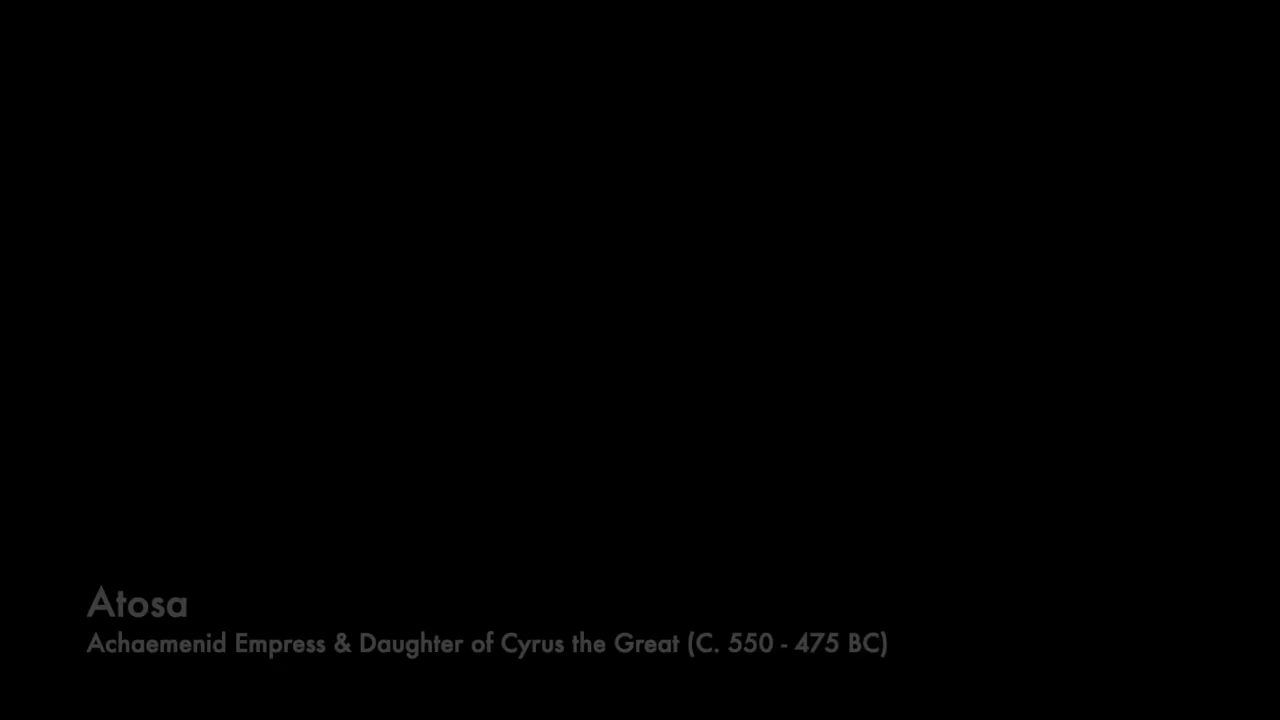 Atosa
Achaemenid Empress & Daughter of Cyrus the Great (C. 550 - 475 BC)